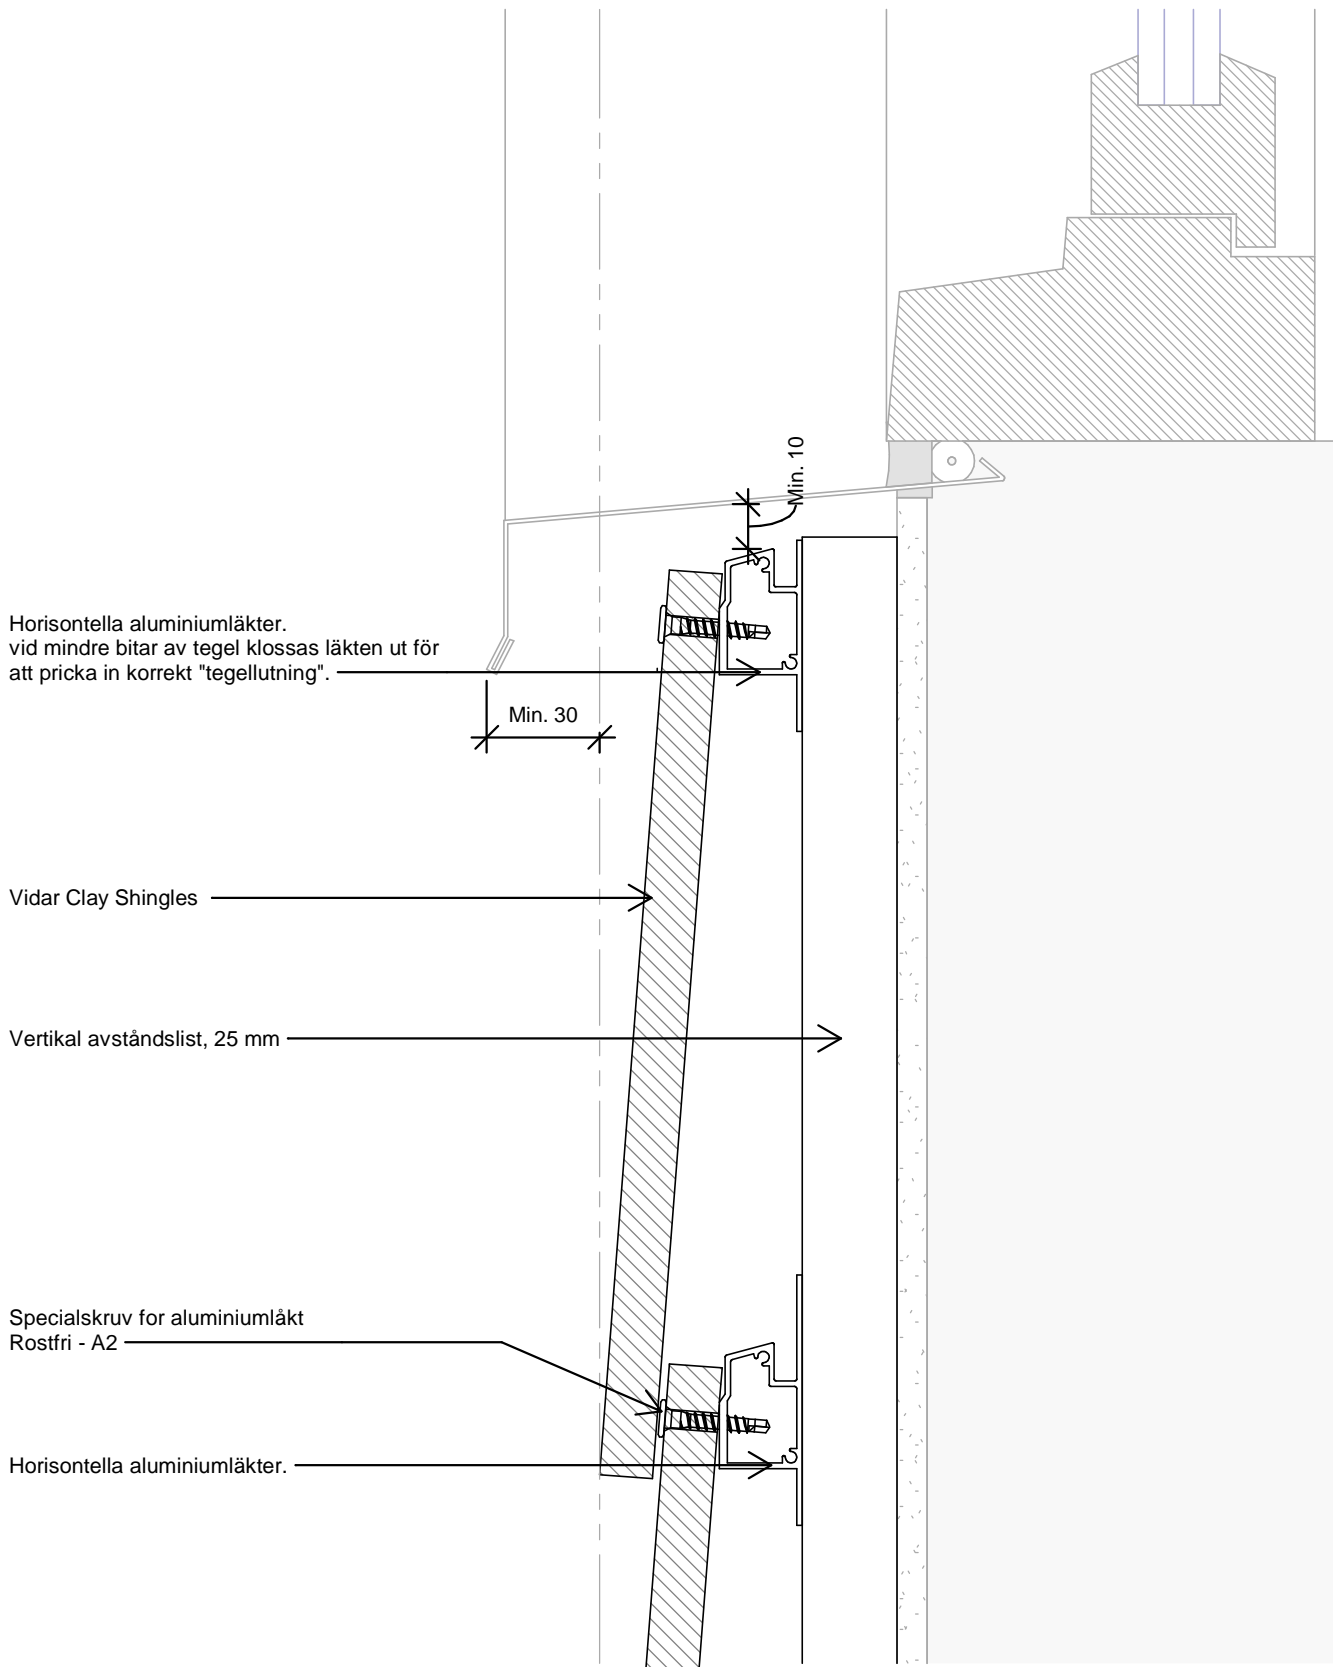 Min. 10
Horisontella aluminiumläkter.
vid mindre bitar av tegel klossas läkten ut för
att pricka in korrekt "tegellutning".
Min. 30
Vidar Clay Shingles
Vertikal avståndslist, 25 mm
Specialskruv for aluminiumlåkt
Rostfri - A2
Horisontella aluminiumläkter.